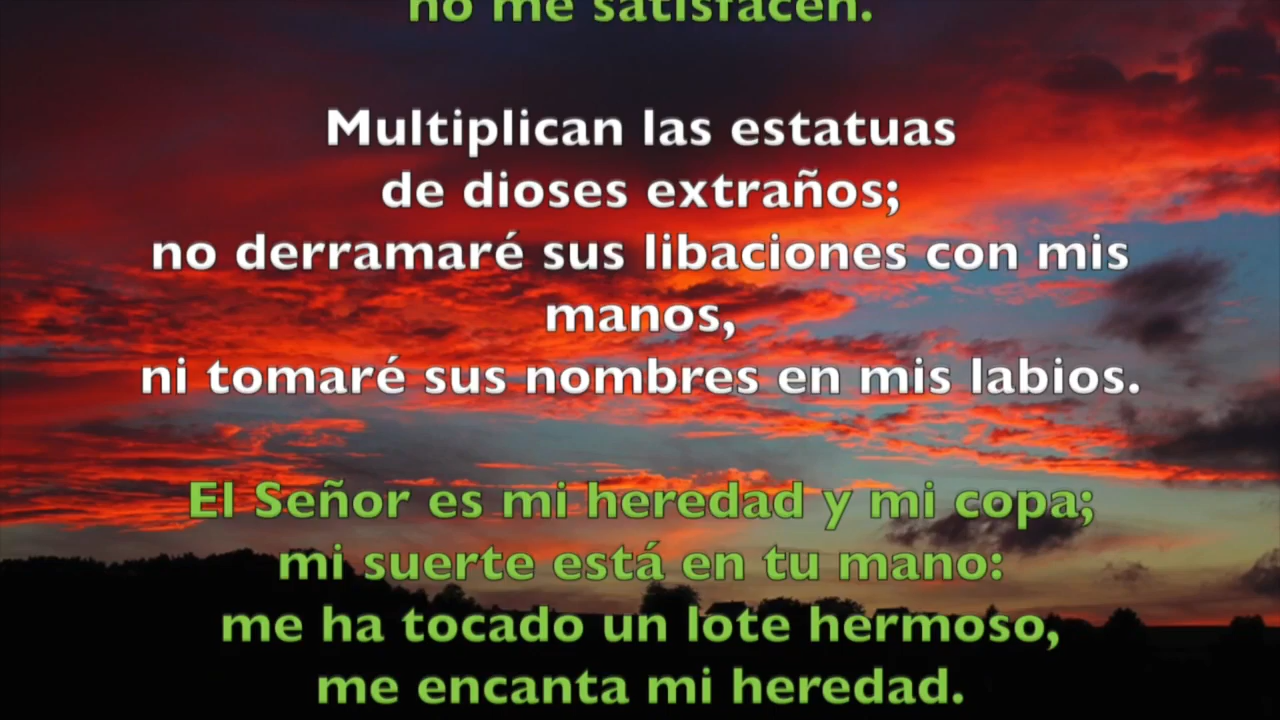 no me satisfacen.
Multiplican las estatuas
de dioses extraños;
no derramaré sus libaciones con mis
manos,
ni tomaré sus nombres en mis labios.
El Señor es mi heredad y mi copa;
mi suerte está en tu mano:
me ha tocado un lote hermoso,
me encanta mi heredad.